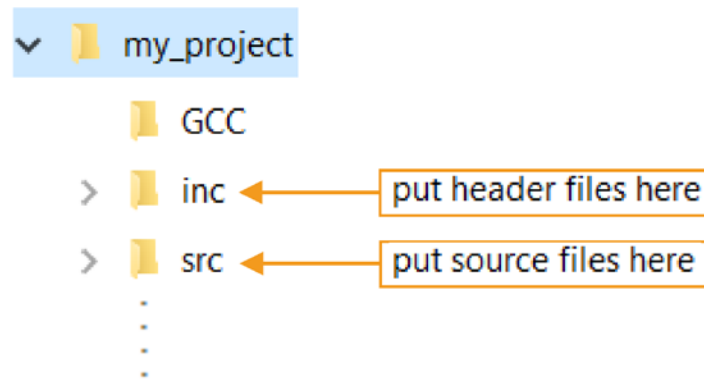 my_project
GCC
inc put header files here
src put source files here